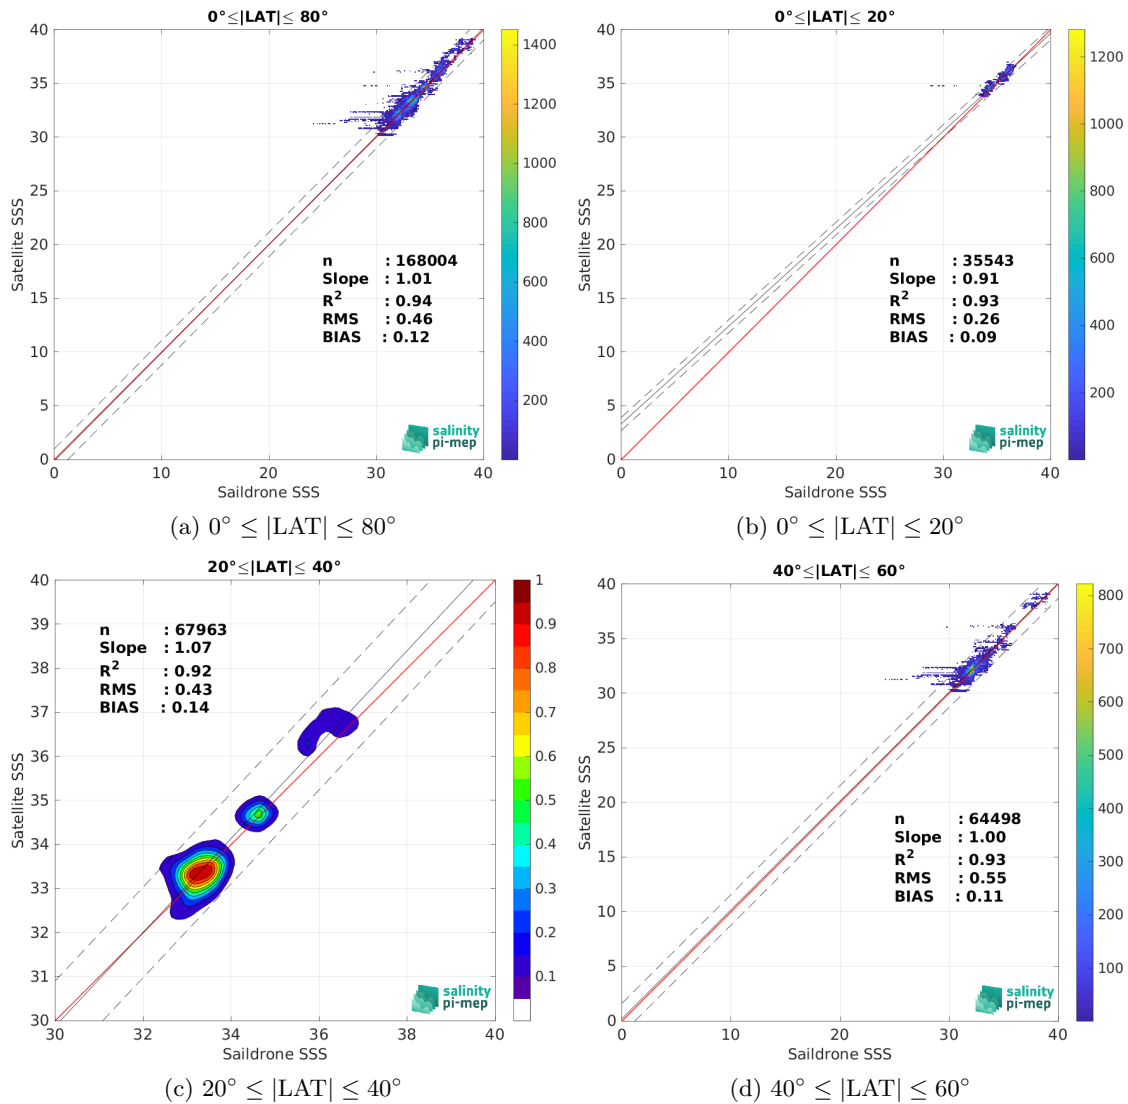 0°≤|LAT|≤ 80°
40
35
30
25
20
15
10
5
0
Satellite SSS
n : 168004
Slope : 1.01
R² : 0.94
RMS : 0.46
BIAS : 0.12
salinity
pi-mep
0 10 20 30 40
Saildrone SSS
1400
1200
1000
800
600
400
200
(a) 0° ≤ |LAT| ≤ 80°
0°≤|LAT|≤ 20°
40
35
30
25
20
15
10
5
0
Satellite SSS
n : 35543
Slope : 0.91
R² : 0.93
RMS : 0.26
BIAS : 0.09
salinity
pi-mep
0 10 20 30 40
Saildrone SSS
1200
1000
800
600
400
200
(b) 0° ≤ |LAT| ≤ 20°
20°≤|LAT|≤ 40°
40
39
38
37
36
35
34
33
32
31
30
Satellite SSS
n : 67963
Slope : 1.07
R² : 0.92
RMS : 0.43
BIAS : 0.14
salinity
pi-mep
30 32 34 36 38 40
Saildrone SSS
1
0.9
0.8
0.7
0.6
0.5
0.4
0.3
0.2
0.1
(c) 20° ≤ |LAT| ≤ 40°
40°≤|LAT|≤ 60°
40
35
30
25
20
15
10
5
0
Satellite SSS
n : 64498
Slope : 1.00
R² : 0.93
RMS : 0.55
BIAS : 0.11
salinity
pi-mep
0 10 20 30 40
Saildrone SSS
800
700
600
500
400
300
200
100
(d) 40° ≤ |LAT| ≤ 60°